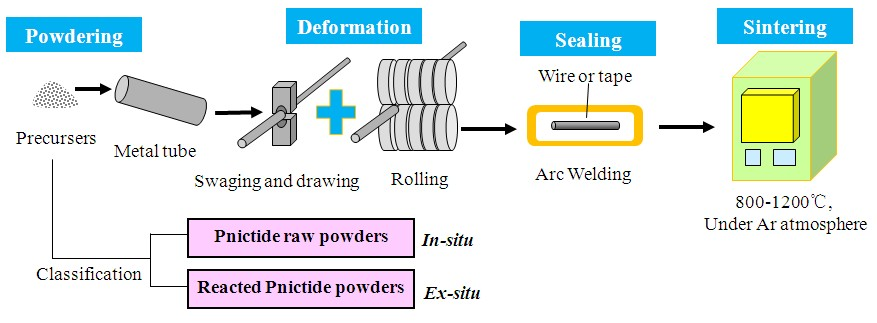 Powdering
Deformation
Sealing
Sintering
Wire or tape
Precursers
Metal tube
Swaging and drawing
Rolling
Arc Welding
800-1200℃,
Under Ar atmosphere
Classification
Pnictide raw powders
In-situ
Reacted Pnictide powders
Ex-situ